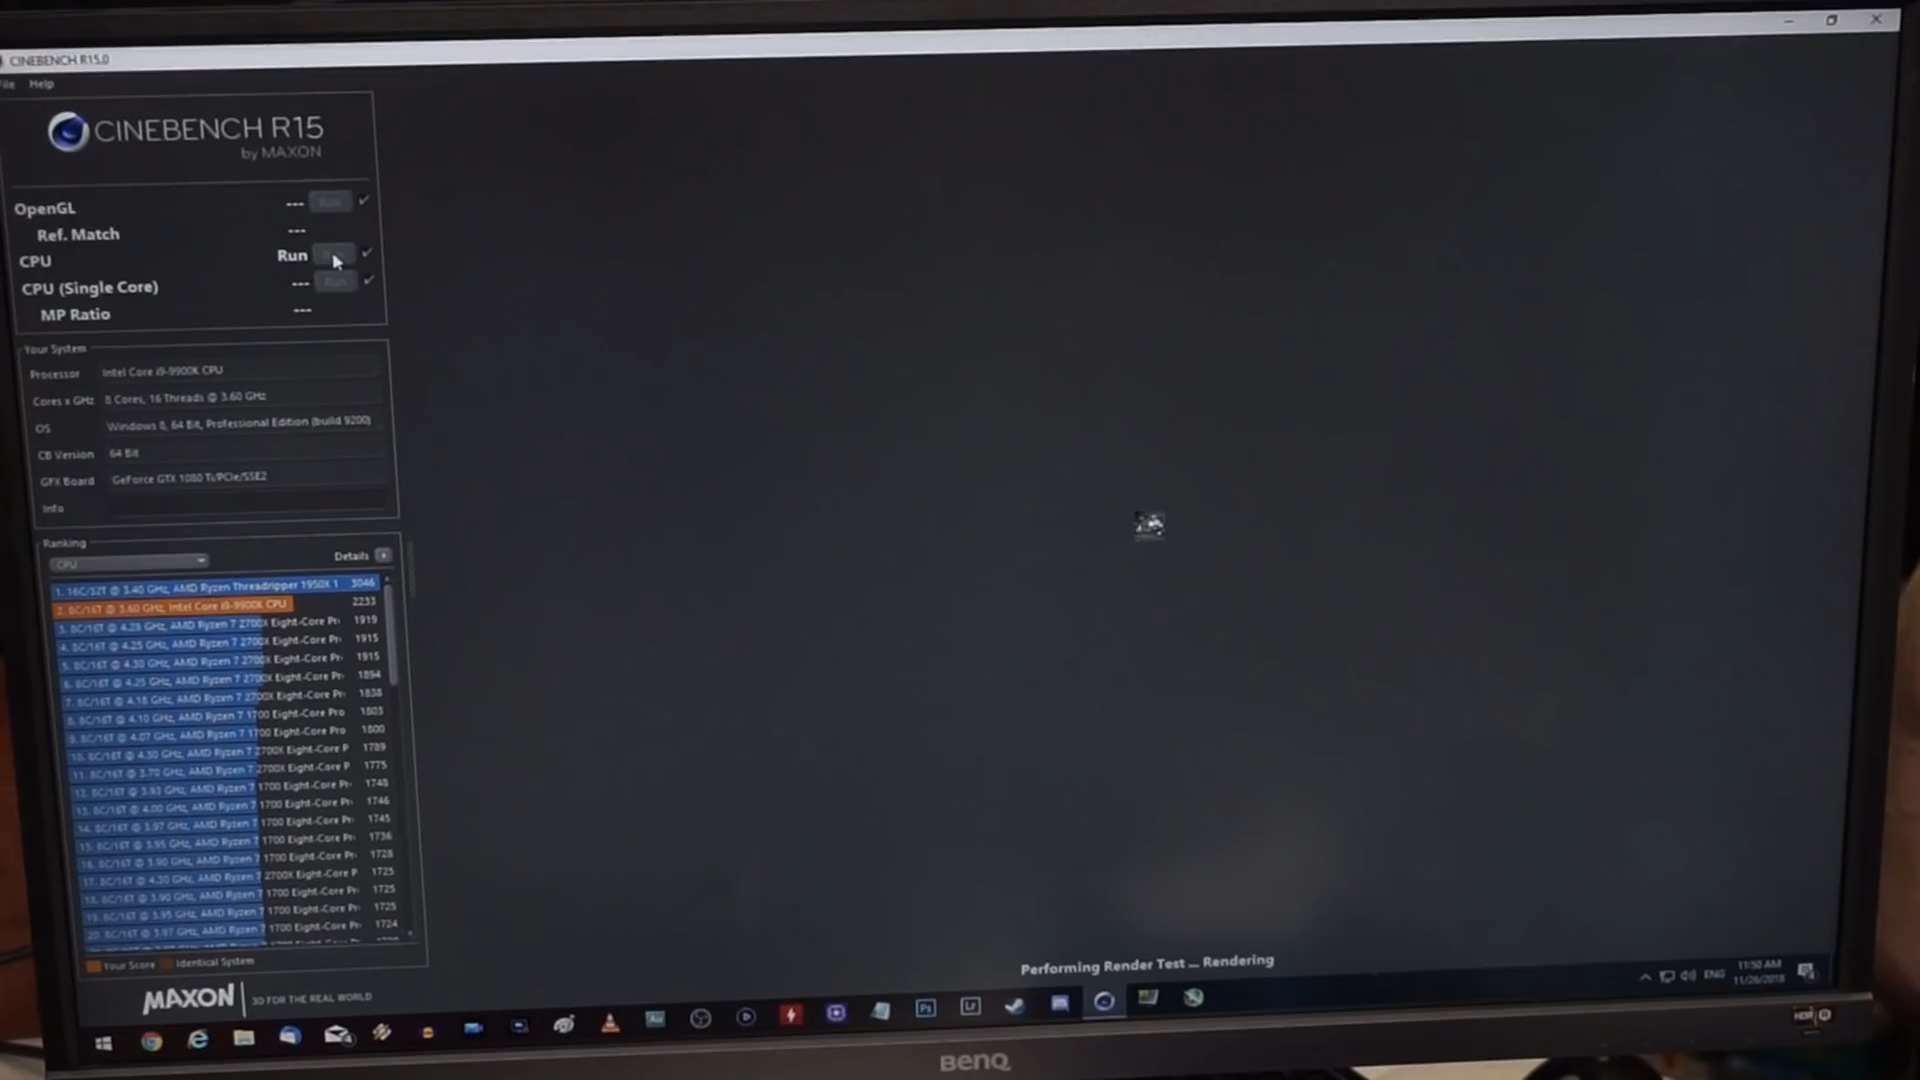 CINEBENCH R15.0
File Help
CINEBENCH R15
by MAXON
OpenGL --- Run
Ref. Match ---
CPU Run
CPU (Single Core) --- Run
MP Ratio ---
Your System
Processor Intel Core i9-9900K CPU
Cores x GHz 8 Cores, 16 Threads @ 3.60 GHz
OS Windows 8, 64 Bit, Professional Edition (build 9200)
CB Version 64 Bit
GFX Board GeForce GTX 1080 Ti/PCIe/SSE2
Info
Ranking
CPU Details
1. 16C/32T @ 3.40 GHz, AMD Ryzen Threadripper 1950X 1 3046
2. 8C/16T @ 3.60 GHz, Intel Core i9-9900K CPU 2233
3. 8C/16T @ 4.28 GHz, AMD Ryzen 7 2700X Eight-Core Pr 1919
4. 8C/16T @ 4.25 GHz, AMD Ryzen 7 2700X Eight-Core Pr 1915
5. 8C/16T @ 4.30 GHz, AMD Ryzen 7 2700X Eight-Core Pr 1915
6. 8C/16T @ 4.25 GHz, AMD Ryzen 7 2700X Eight-Core Pr 1894
7. 8C/16T @ 4.18 GHz, AMD Ryzen 7 2700X Eight-Core Pr 1838
8. 8C/16T @ 4.10 GHz, AMD Ryzen 7 1700 Eight-Core Pro 1803
9. 8C/16T @ 4.07 GHz, AMD Ryzen 7 1700 Eight-Core Pro 1800
10. 8C/16T @ 4.30 GHz, AMD Ryzen 7 2700X Eight-Core P 1789
11. 8C/16T @ 3.70 GHz, AMD Ryzen 7 2700X Eight-Core P 1775
12. 8C/16T @ 3.93 GHz, AMD Ryzen 7 1700 Eight-Core Pr 1748
13. 8C/16T @ 4.00 GHz, AMD Ryzen 7 1700 Eight-Core Pr 1746
14. 8C/16T @ 3.97 GHz, AMD Ryzen 7 1700 Eight-Core Pr 1745
15. 8C/16T @ 3.95 GHz, AMD Ryzen 7 1700 Eight-Core Pr 1736
16. 8C/16T @ 3.90 GHz, AMD Ryzen 7 1700 Eight-Core Pr 1728
17. 8C/16T @ 4.30 GHz, AMD Ryzen 7 2700X Eight-Core P 1725
18. 8C/16T @ 3.90 GHz, AMD Ryzen 7 1700 Eight-Core Pr 1725
19. 8C/16T @ 3.95 GHz, AMD Ryzen 7 1700 Eight-Core Pr 1725
20. 8C/16T @ 3.97 GHz, AMD Ryzen 7 1700 Eight-Core Pr 1724
Your Score Identical System
MAXON 3D FOR THE REAL WORLD
Performing Render Test ... Rendering
ENG 11:50 AM
11/26/2018
Au Ps Lr
HDR
BenQ